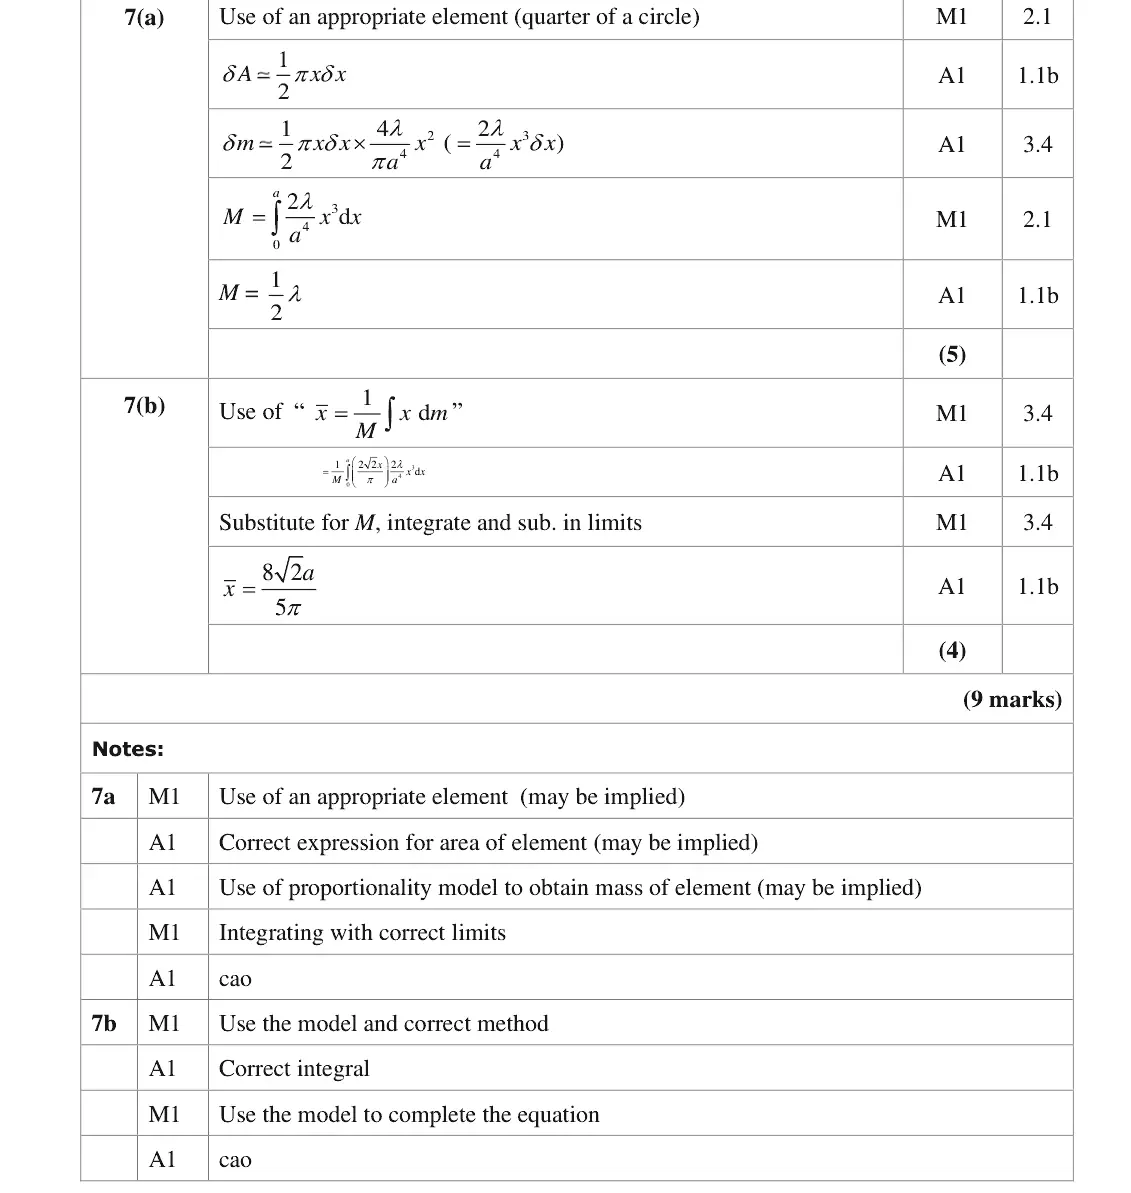 7(a) Use of an appropriate element (quarter of a circle) M1 2.1
δA ≃ 1/2 πxδx A1 1.1b
δm ≃ 1/2 πxδx × 4λ/πa⁴ x² (= 2λ/a⁴ x³δx) A1 3.4
M = ∫₀ᵃ 2λ/a⁴ x³dx M1 2.1
M = 1/2 λ A1 1.1b
(5)
7(b) Use of “ x̅ = 1/M ∫ x dm ” M1 3.4
= 1/M ∫₀ᵃ (2√2x/π) 2λ/a⁴ x³dx A1 1.1b
Substitute for M, integrate and sub. in limits M1 3.4
x̅ = 8√2a/5π A1 1.1b
(4)
(9 marks)
Notes:
7a M1 Use of an appropriate element (may be implied)
A1 Correct expression for area of element (may be implied)
A1 Use of proportionality model to obtain mass of element (may be implied)
M1 Integrating with correct limits
A1 cao
7b M1 Use the model and correct method
A1 Correct integral
M1 Use the model to complete the equation
A1 cao